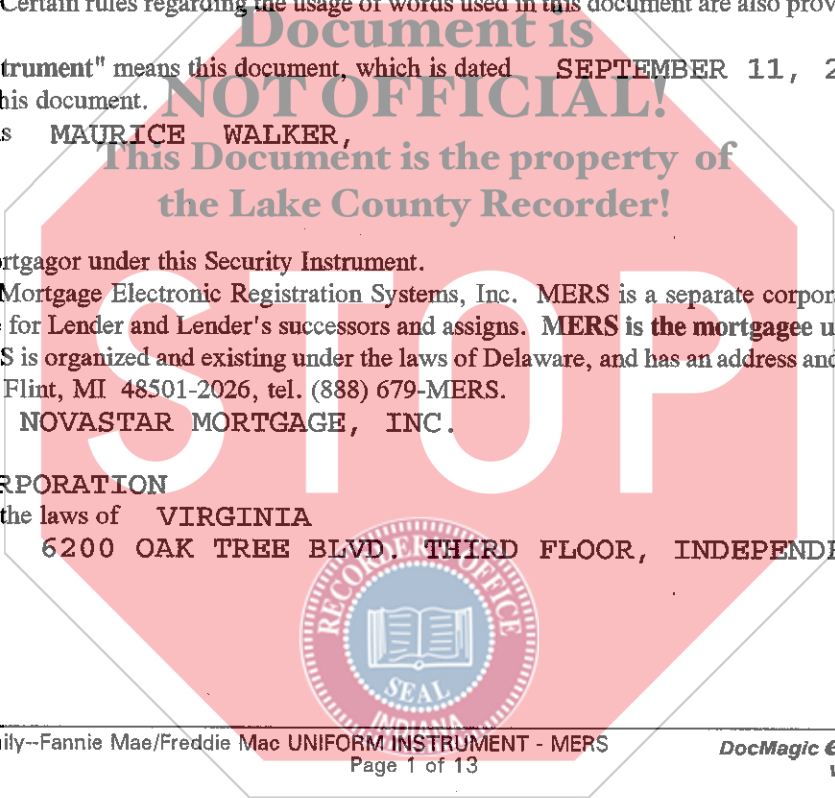 Certain rules regarding the usage of words used in this document are also prov
Document is
trument" means this document, which is dated SEPTEMBER 11, 2
NOT OFFICIAL!
his document.
s MAURICE WALKER,
This Document is the property of
the Lake County Recorder!
rtgagor under this Security Instrument.
Mortgage Electronic Registration Systems, Inc. MERS is a separate corpor
for Lender and Lender's successors and assigns. MERS is the mortgagee u
S is organized and existing under the laws of Delaware, and has an address and
Flint, MI 48501-2026, tel. (888) 679-MERS.
STOP
NOVASTAR MORTGAGE, INC.
RPORATION
the laws of VIRGINIA
6200 OAK TREE BLVD. THIRD FLOOR, INDEPENDE
RECORDER'S OFFICE
SEAL
INDIANA
ily--Fannie Mae/Freddie Mac UNIFORM INSTRUMENT - MERS
Page 1 of 13
DocMagic